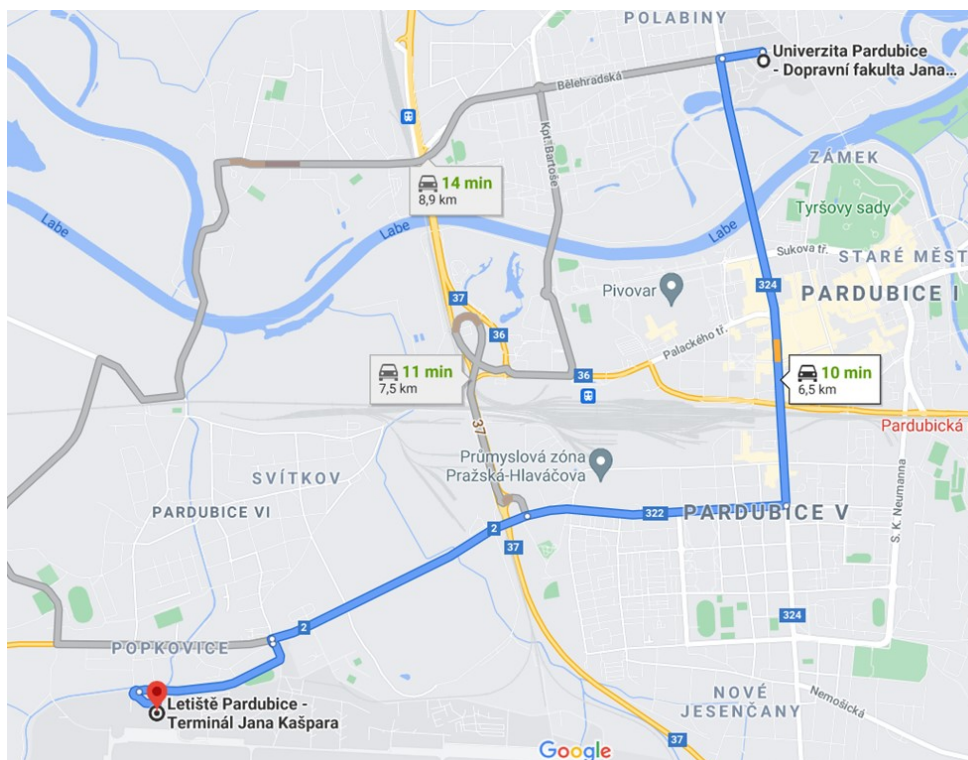 POLABINY
Univerzita Pardubice
- Dopravní fakulta Jana...
Bělehradská
Kpt. Bartoše
ZÁMEK
14 min
8,9 km
Tyršovy sady
Labe
Labe
Labe
Sukova tř.
STARÉ MĚST
37
324
Pivovar
PARDUBICE I
36
Palackého tř.
11 min
7,5 km
36
10 min
6,5 km
37
Pardubická
Průmyslová zóna
Pražská-Hlaváčova
S. K. Neumanna
SVÍTKOV
PARDUBICE VI
322
PARDUBICE V
2
37
324
2
POPKOVICE
Letiště Pardubice -
Terminál Jana Kašpara
NOVÉ
JESENČANY
Nemošická
37
Google